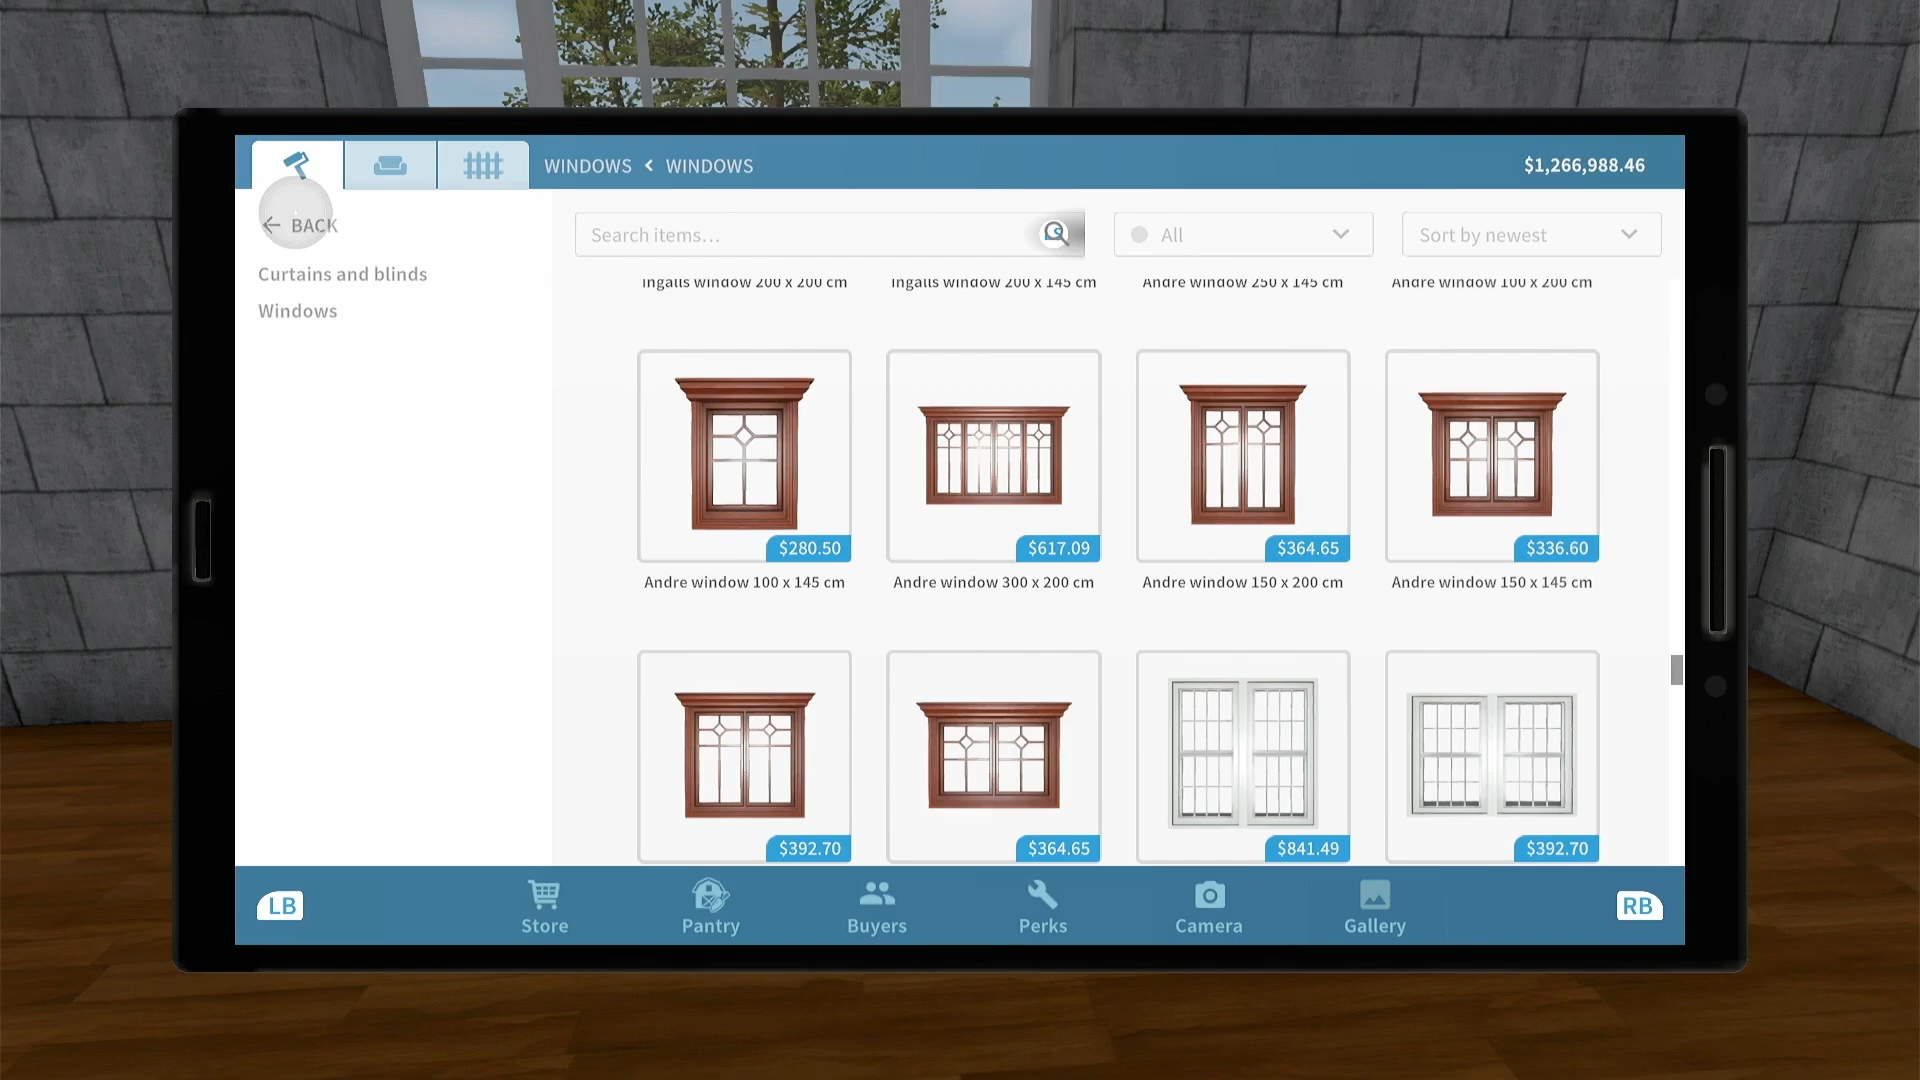 WINDOWS < WINDOWS
$1,266,988.46
BACK
Search items...
LS
All
Sort by newest
Curtains and blinds
Windows
Ingalls window 200 x 200 cm
Ingalls window 200 x 145 cm
Andre window 250 x 145 cm
Andre window 100 x 200 cm
$280.50
$617.09
$364.65
$336.60
Andre window 100 x 145 cm
Andre window 300 x 200 cm
Andre window 150 x 200 cm
Andre window 150 x 145 cm
$392.70
$364.65
$841.49
$392.70
LB
Store
Pantry
Buyers
Perks
Camera
Gallery
RB